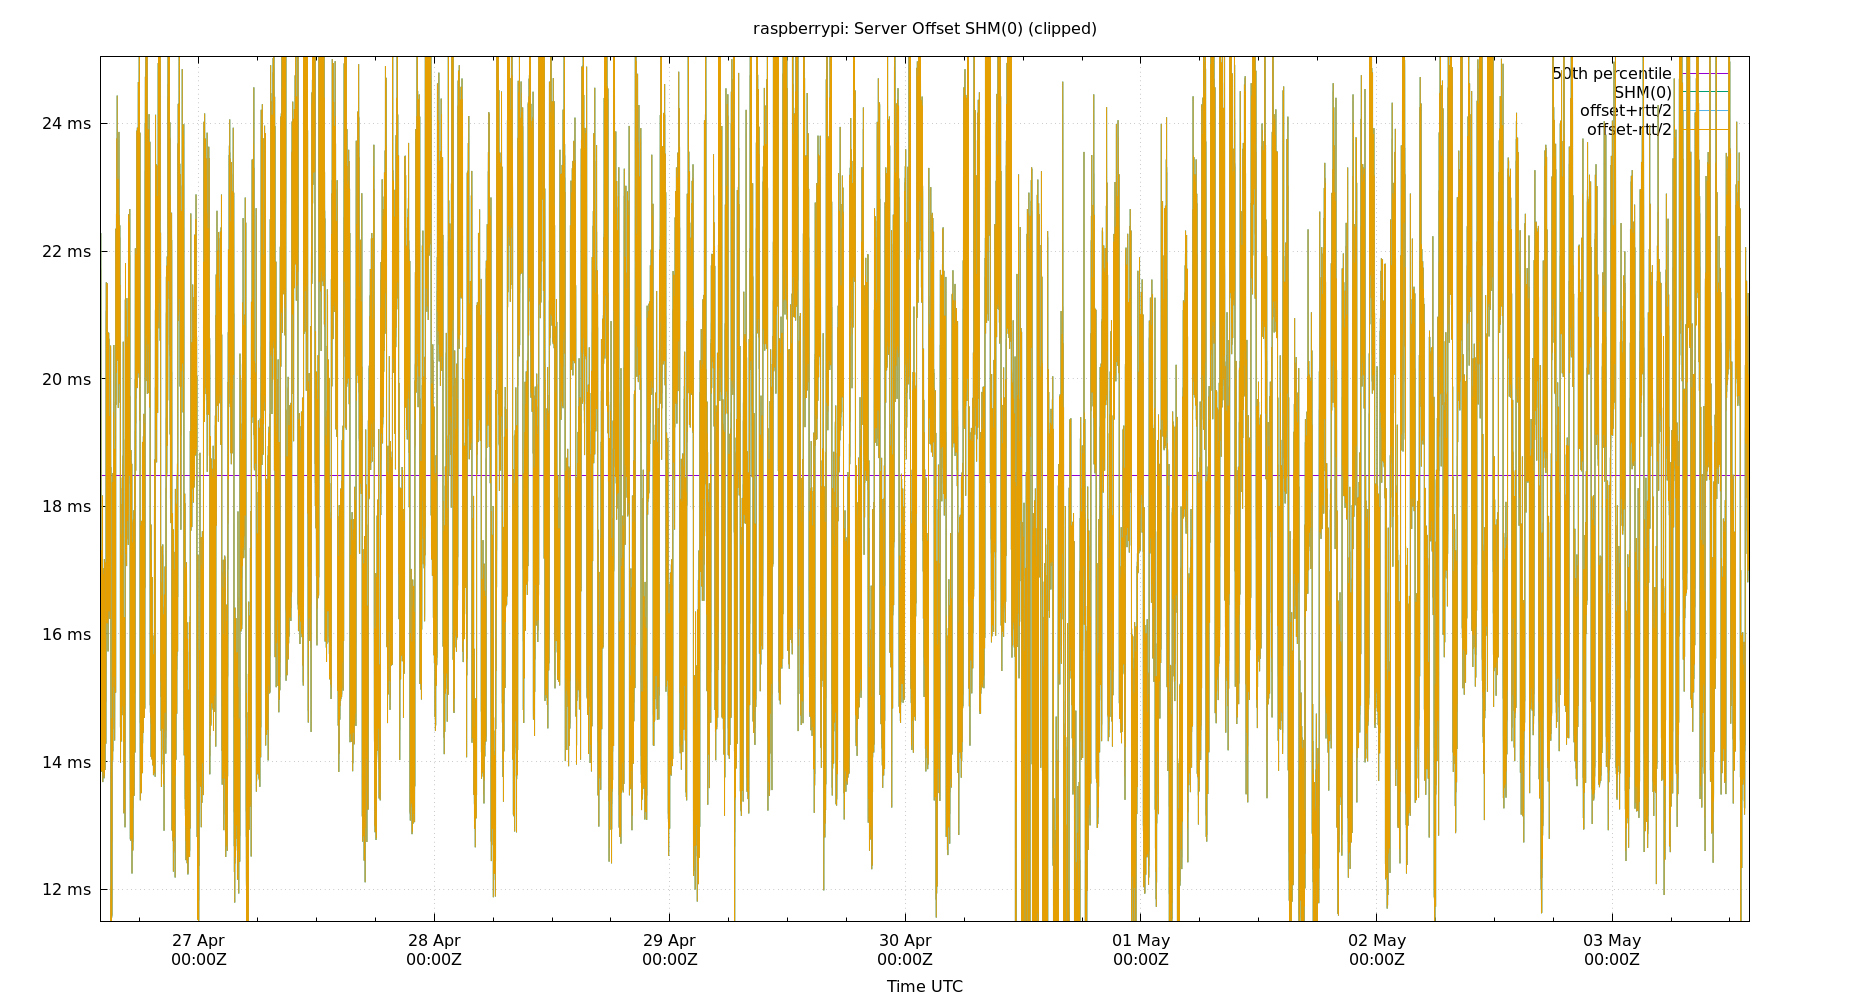 raspberrypi: Server Offset SHM(0) (clipped)
50th percentile
SHM(0)
offset+rtt/2
offset-rtt/2
24 ms
22 ms
20 ms
18 ms
16 ms
14 ms
12 ms
27 Apr 28 Apr 29 Apr 30 Apr 01 May 02 May 03 May
00:00Z 00:00Z 00:00Z 00:00Z 00:00Z 00:00Z 00:00Z
Time UTC